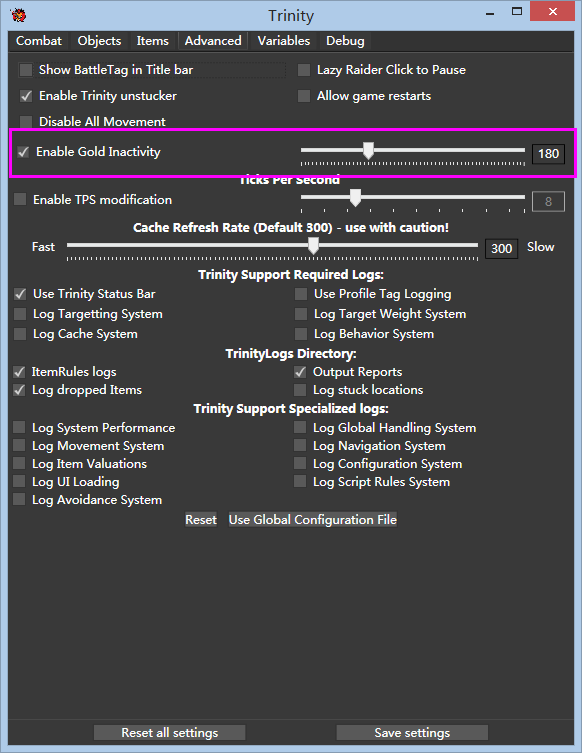 Trinity
Combat Objects Items Advanced Variables Debug
Show BattleTag in Title bar Lazy Raider Click to Pause
Enable Trinity unstucker Allow game restarts
Disable All Movement
Enable Gold Inactivity 180
Ticks Per Second
Enable TPS modification 8
Cache Refresh Rate (Default 300) - use with caution!
Fast 300 Slow
Trinity Support Required Logs:
Use Trinity Status Bar Use Profile Tag Logging
Log Targetting System Log Target Weight System
Log Cache System Log Behavior System
TrinityLogs Directory:
ItemRules logs Output Reports
Log dropped Items Log stuck locations
Trinity Support Specialized logs:
Log System Performance Log Global Handling System
Log Movement System Log Navigation System
Log Item Valuations Log Configuration System
Log UI Loading Log Script Rules System
Log Avoidance System
Reset Use Global Configuration File
Reset all settings Save settings